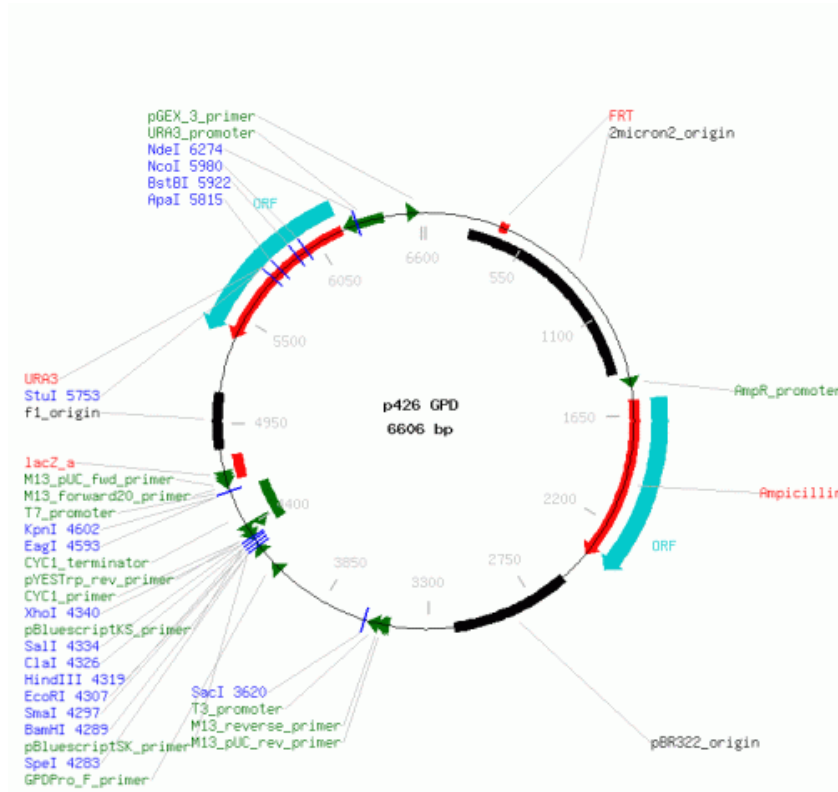 pGEX_3_primer
URA3_promoter
NdeI 6274
NcoI 5980
BstBI 5922
ApaI 5815
ORF
FRT
2micron2_origin
6600
550
6050
1100
5500
p426 GPD
6606 bp
AmpR_promoter
1650
URA3
StuI 5753
f1_origin
4950
lacZ_a
M13_pUC_fwd_primer
M13_forward20_primer
T7_promoter
KpnI 4602
EagI 4593
CYC1_terminator
pYESTrp_rev_primer
CYC1_primer
XhoI 4340
pBluescriptKS_primer
SalI 4334
ClaI 4326
HindIII 4319
EcoRI 4307
SmaI 4297
BamHI 4289
pBluescriptSK_primer
SpeI 4283
GPDPro_F_primer
4400
Ampicillin
2200
ORF
3850
3300
2750
SacI 3620
T3_promoter
M13_reverse_primer
M13_pUC_rev_primer
pBR322_origin